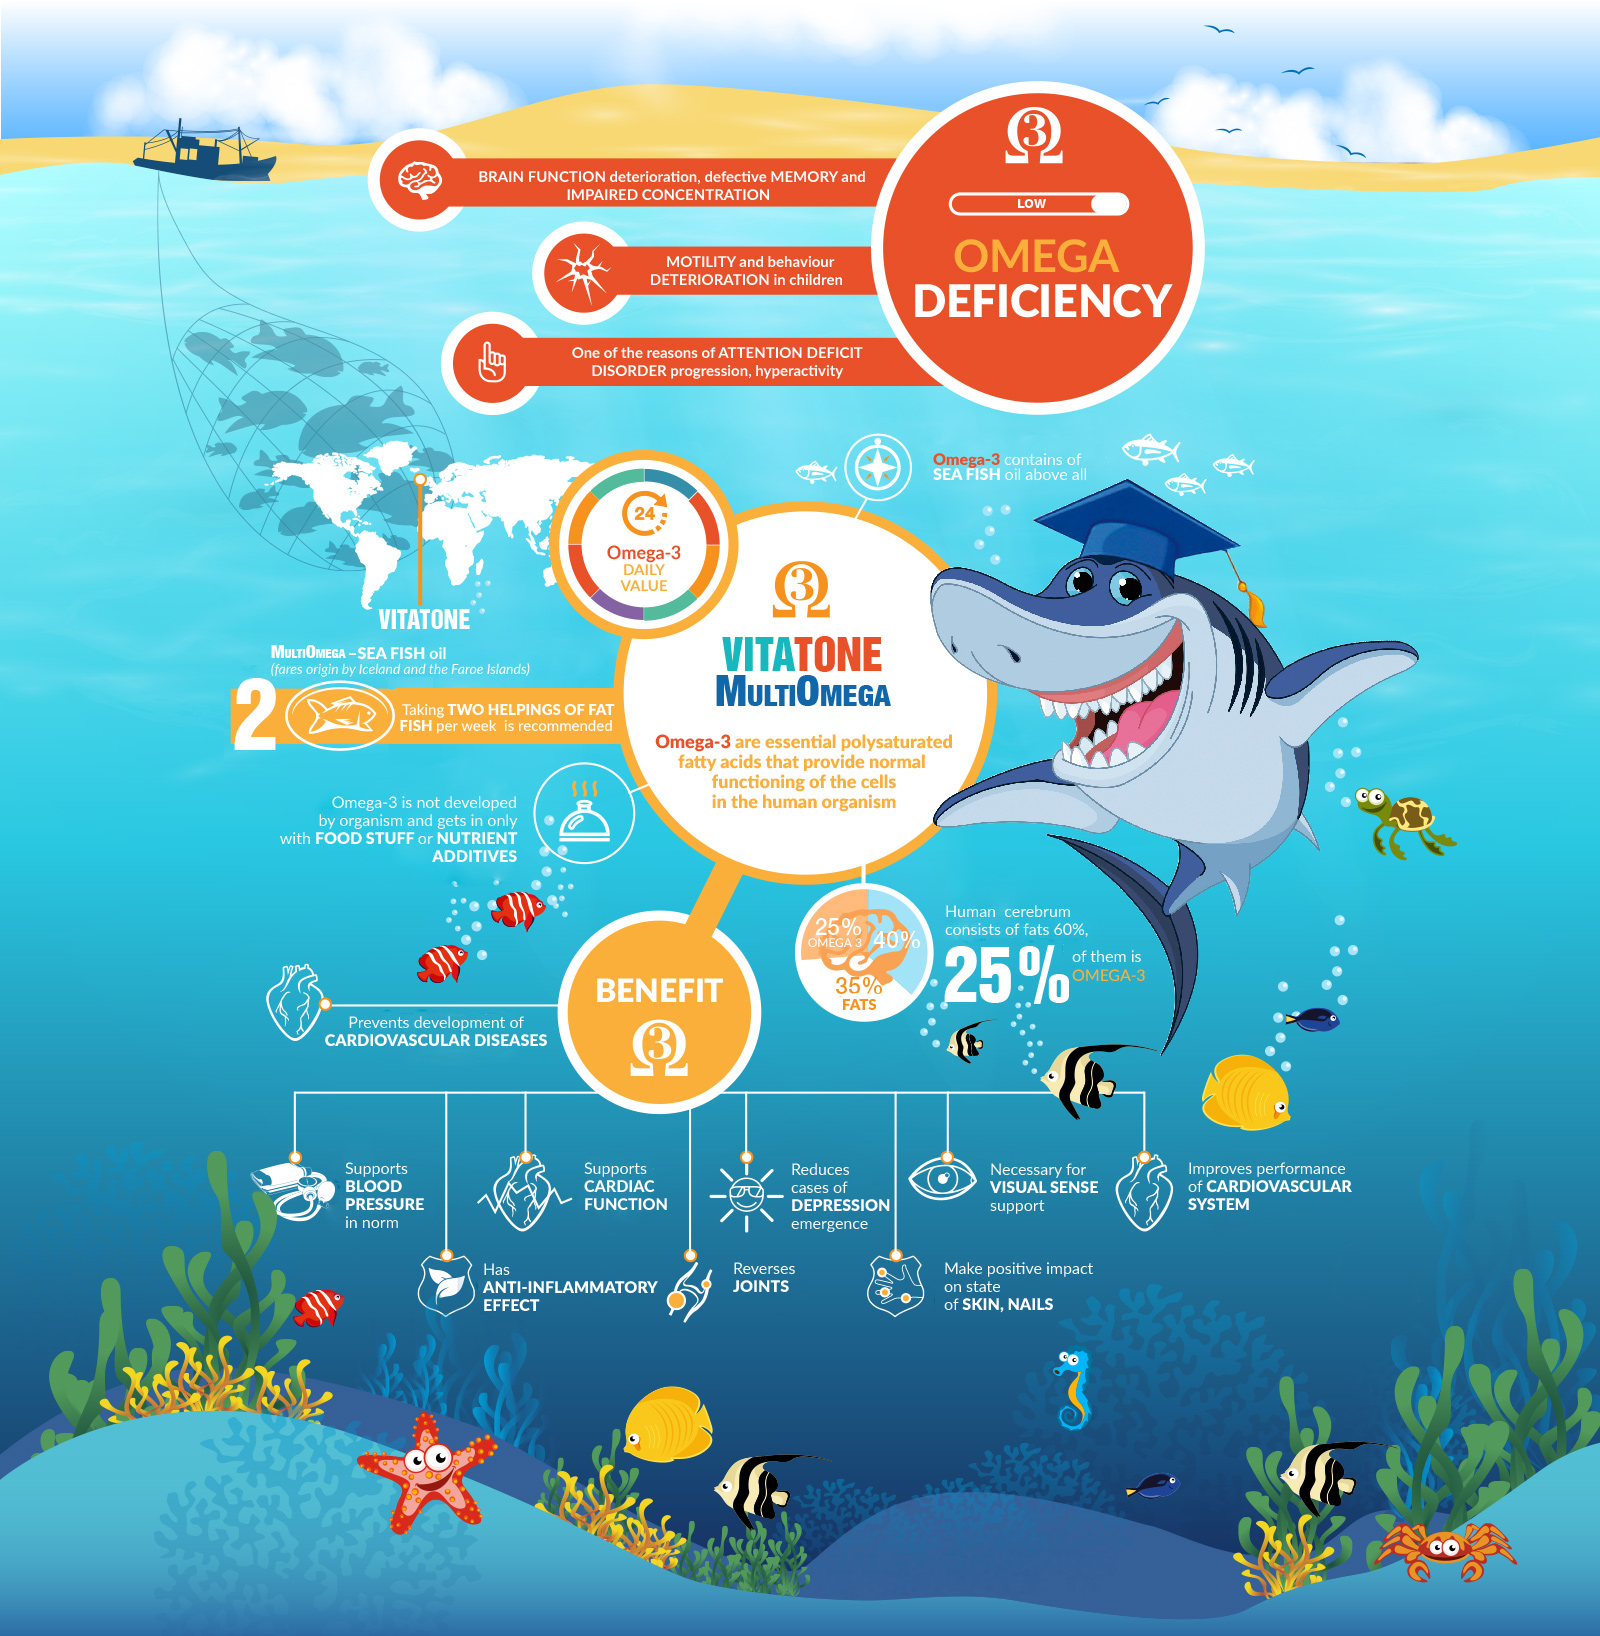 3
LOW
OMEGA
DEFICIENCY
BRAIN FUNCTION deterioration, defective MEMORY and
IMPAIRED CONCENTRATION
MOTILITY and behaviour
DETERIORATION in children
One of the reasons of ATTENTION DEFICIT
DISORDER progression, hyperactivity
Omega-3 contains of
SEA FISH oil above all
24
Omega-3
DAILY
VALUE
VITATONE
MULTIOMEGA – SEA FISH oil
(fares origin by Iceland and the Faroe Islands)
2
Taking TWO HELPINGS OF FAT
FISH per week is recommended
3
VITATONE
MULTIOMEGA
Omega-3 are essential polysaturated
fatty acids that provide normal
functioning of the cells
in the human organism
Omega-3 is not developed
by organism and gets in only
with FOOD STUFF or NUTRIENT
ADDITIVES
25%
OMEGA 3
40%
35%
FATS
Human cerebrum
consists of fats 60%,
25%
of them is
OMEGA-3
BENEFIT
3
Prevents development of
CARDIOVASCULAR DISEASES
Supports
BLOOD
PRESSURE
in norm
Supports
CARDIAC
FUNCTION
Reduces
cases of
DEPRESSION
emergence
Necessary for
VISUAL SENSE
support
Improves performance
of CARDIOVASCULAR
SYSTEM
Has
ANTI-INFLAMMATORY
EFFECT
Reverses
JOINTS
Make positive impact
on state
of SKIN, NAILS